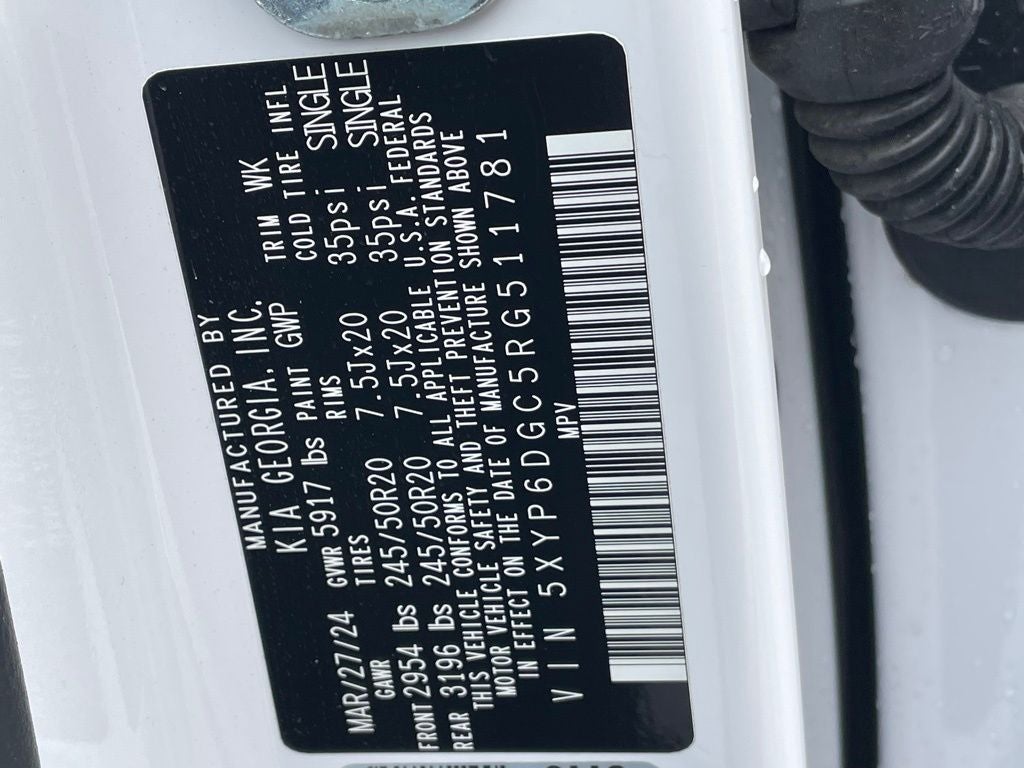 MANUFACTURED BY
KIA GEORGIA, INC.
MAR/27/24 GVWR 5917 lbs PAINT GWP TRIM WK
GAWR TIRES RIMS COLD TIRE INFL
FRONT 2954 lbs 245/50R20 7.5Jx20 35psi SINGLE
REAR 3196 lbs 245/50R20 7.5Jx20 35psi SINGLE
THIS VEHICLE CONFORMS TO ALL APPLICABLE U.S.A. FEDERAL
MOTOR VEHICLE SAFETY AND THEFT PREVENTION STANDARDS
IN EFFECT ON THE DATE OF MANUFACTURE SHOWN ABOVE
VIN 5XYP6DGC5RG511781
MPV